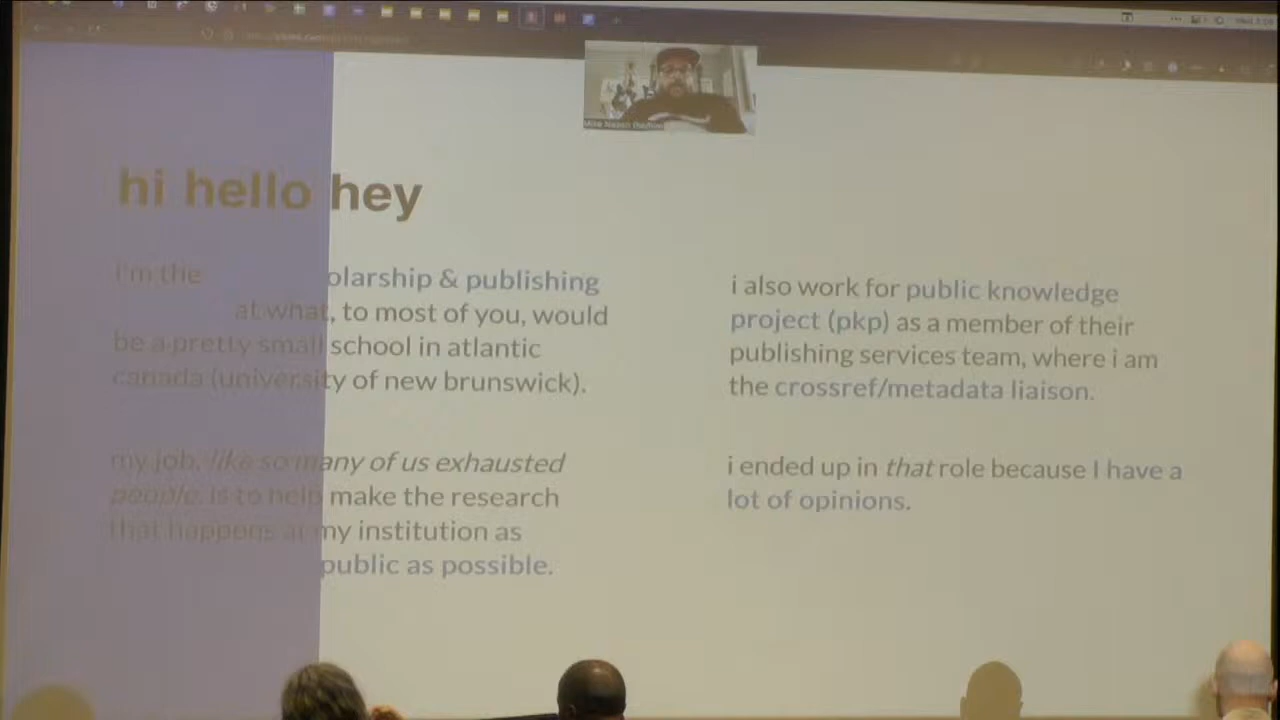 hi hello hey
i'm the olarship & publishing
at what, to most of you, would
be a pretty small school in atlantic
canada (university of new brunswick).
my job, like so many of us exhausted
people, is to help make the research
that happens at my institution as
public as possible.
i also work for public knowledge
project (pkp) as a member of their
publishing services team, where i am
the crossref/metadata liaison.
i ended up in that role because I have a
lot of opinions.